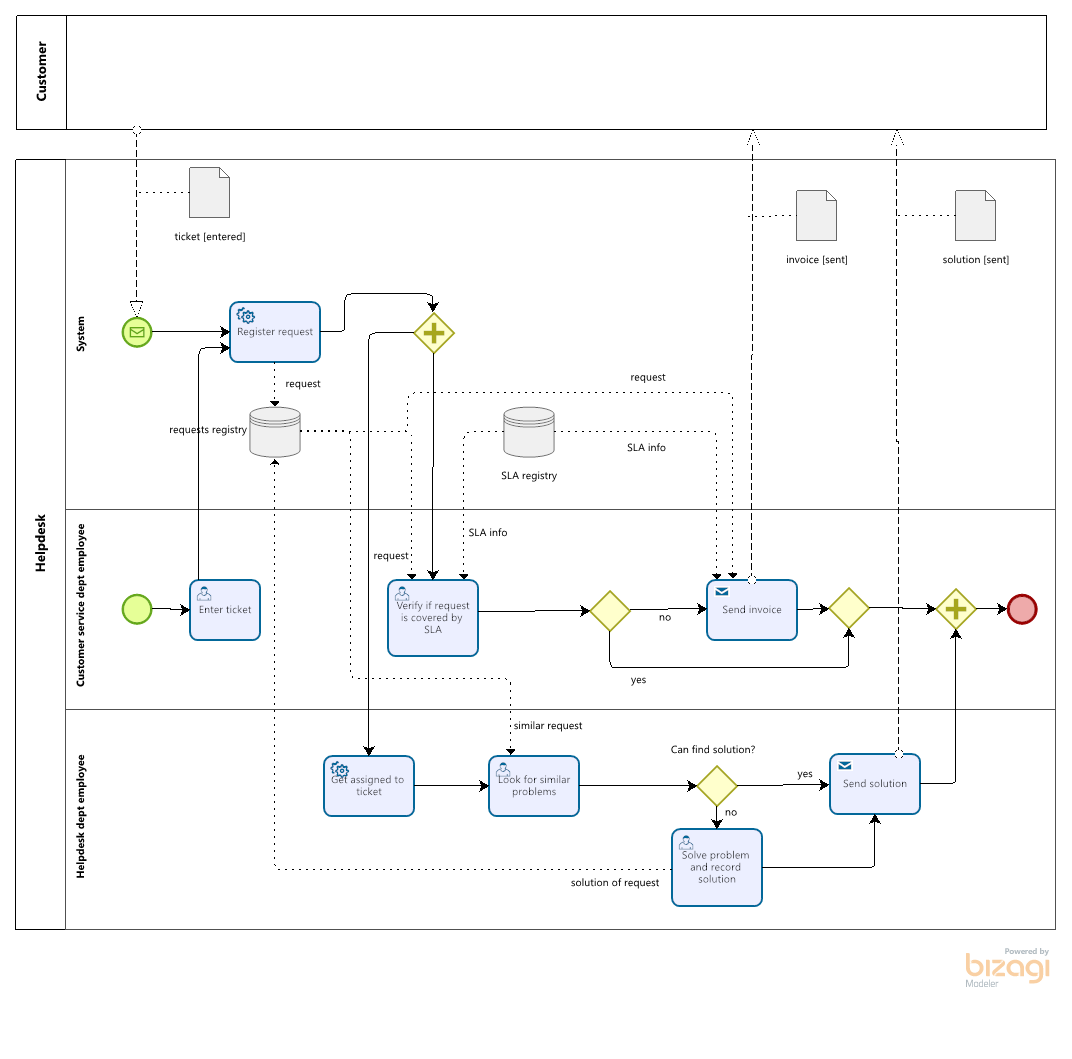 Customer
ticket [entered]
invoice [sent]
solution [sent]
Helpdesk
System
Register request
request
request
requests registry
SLA info
SLA registry
SLA info
request
Customer service dept employee
Enter ticket
Verify if request
is covered by
SLA
no
Send invoice
yes
similar request
Helpdesk dept employee
Can find solution?
Get assigned to
ticket
Look for similar
problems
yes
Send solution
no
Solve problem
and record
solution
solution of request
Powered by
bizagi
Modeler